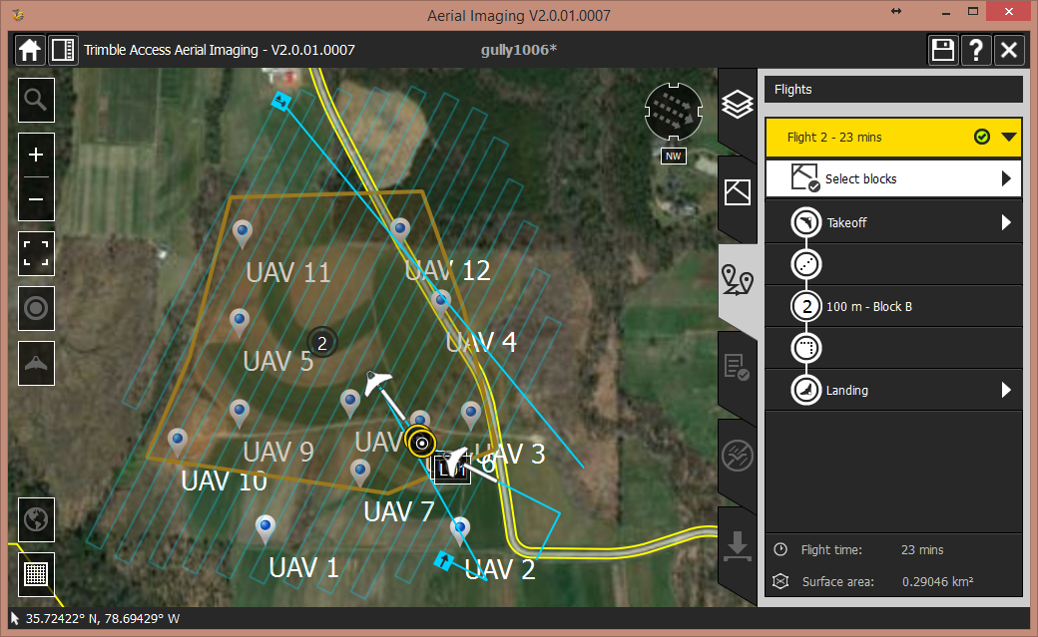 Aerial Imaging V2.0.01.0007
Trimble Access Aerial Imaging - V2.0.01.0007
gully1006*
NW
Flights
Flight 2 - 23 mins
Select blocks
Takeoff
2 100 m - Block B
Landing
Flight time: 23 mins
Surface area: 0.29046 km²
UAV 11
UAV 12
2
UAV 4
UAV 5
UAV
UAV 9
UAV 3
UAV 10
UAV 7
UAV 1
UAV 2
35.72422° N, 78.69429° W